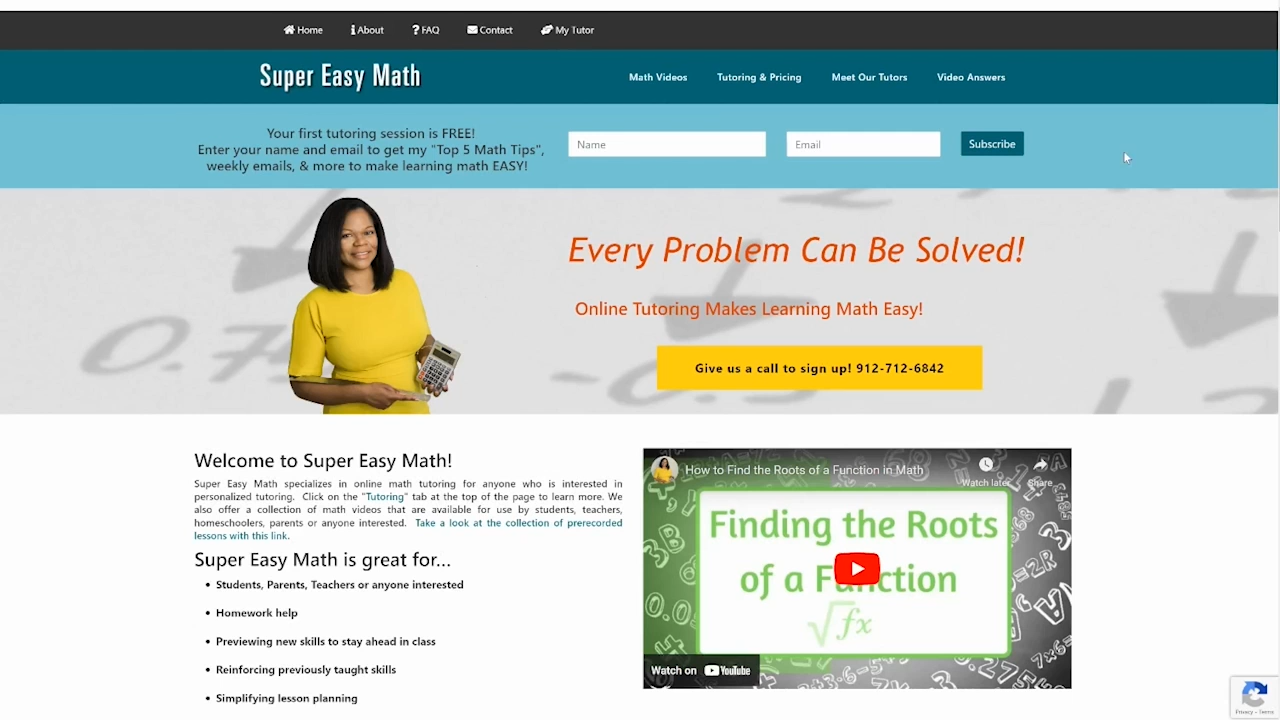 Home About FAQ Contact My Tutor
Super Easy Math
Math Videos Tutoring & Pricing Meet Our Tutors Video Answers
Your first tutoring session is FREE!
Enter your name and email to get my "Top 5 Math Tips",
weekly emails, & more to make learning math EASY!
Name Email Subscribe
Every Problem Can Be Solved!
Online Tutoring Makes Learning Math Easy!
Give us a call to sign up! 912-712-6842
Welcome to Super Easy Math!
Super Easy Math specializes in online math tutoring for anyone who is interested in
personalized tutoring. Click on the "Tutoring" tab at the top of the page to learn more. We
also offer a collection of math videos that are available for use by students, teachers,
homeschoolers, parents or anyone interested. Take a look at the collection of prerecorded
lessons with this link.
Super Easy Math is great for...
• Students, Parents, Teachers or anyone interested
• Homework help
• Previewing new skills to stay ahead in class
• Reinforcing previously taught skills
• Simplifying lesson planning
How to Find the Roots of a Function in Math
Watch later Share
Finding the Roots
of a Function
√fx
Watch on YouTube
Privacy - Terms